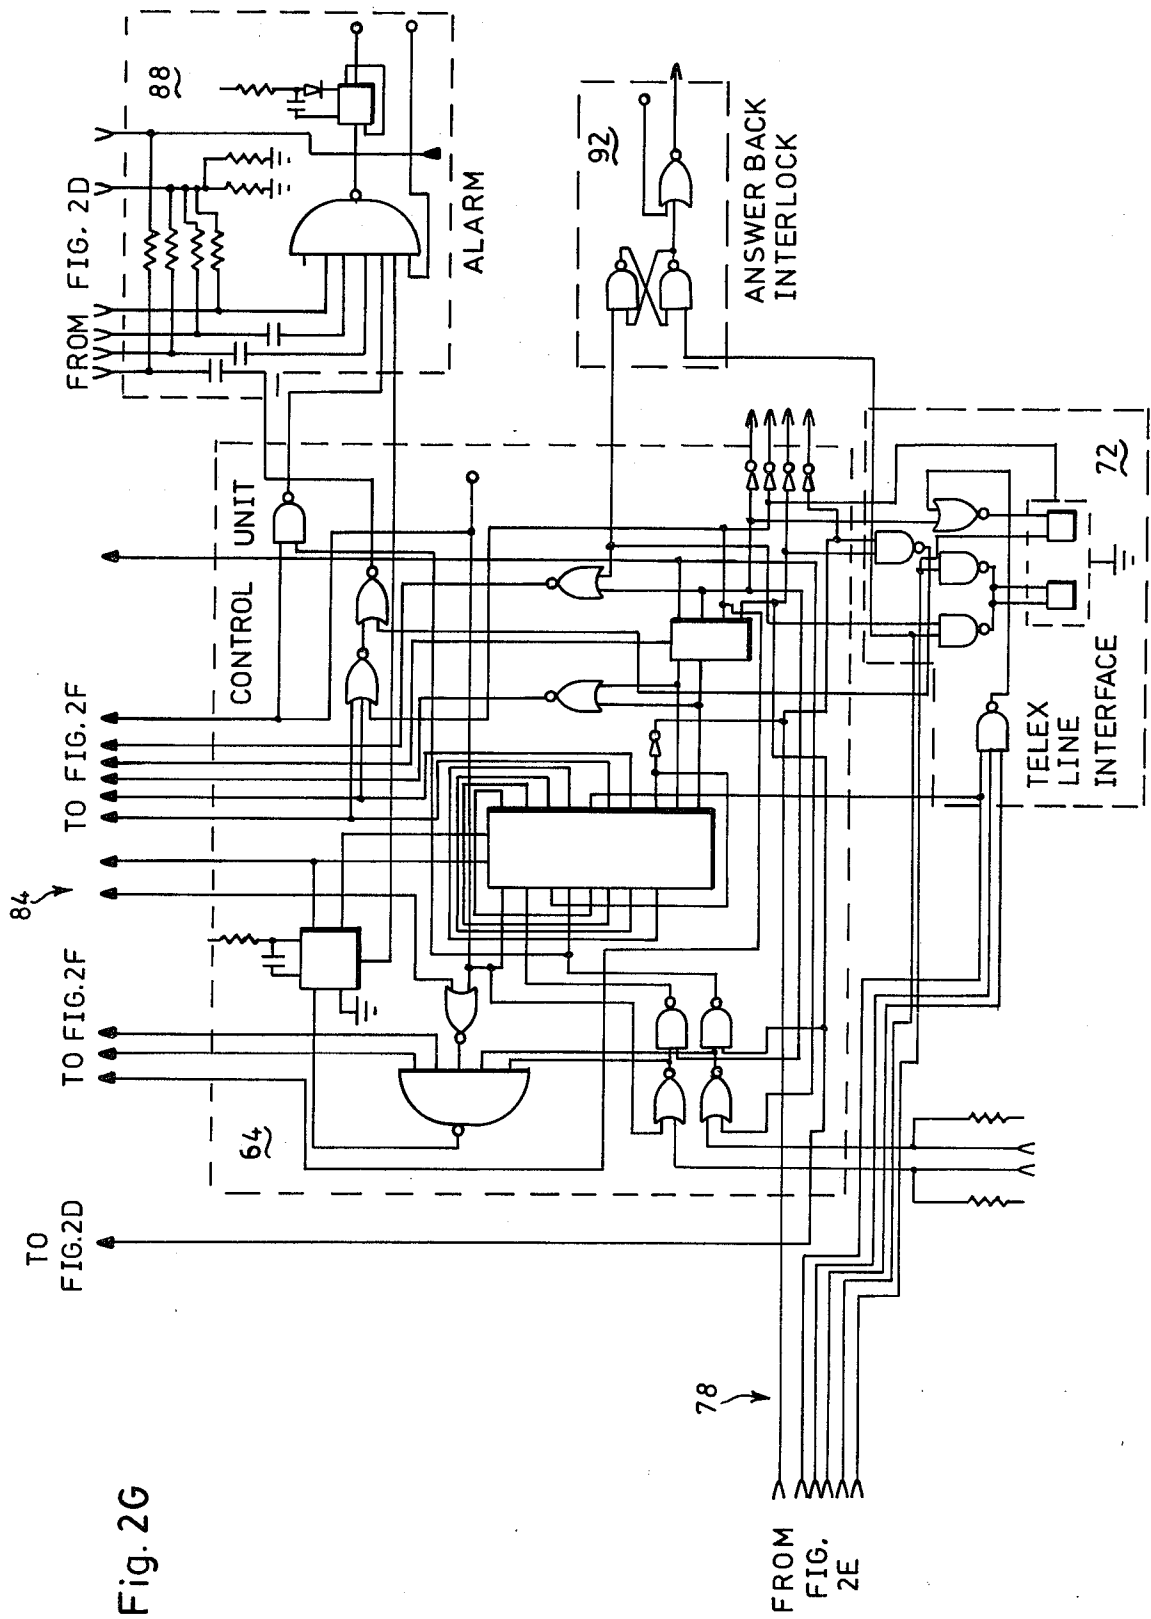 Fig. 2G
TO
FIG.2D
TO FIG.2F
84
TO FIG.2F
FROM FIG. 2D
88
ALARM
64
CONTROL UNIT
92
ANSWER BACK
INTERLOCK
72
TELEX
LINE
INTERFACE
78
FROM
FIG.
2E